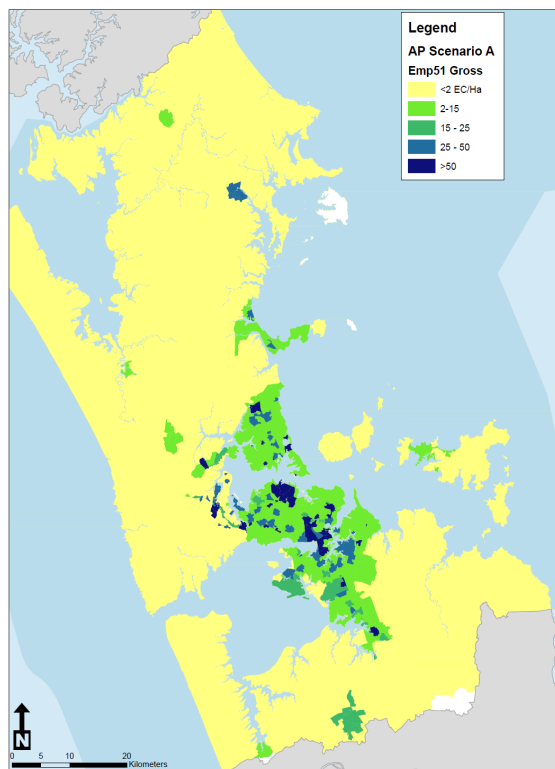 Legend
AP Scenario A
Emp51 Gross
<2 EC/Ha
2-15
15 - 25
25 - 50
>50
N
0 5 10 20
Kilometers